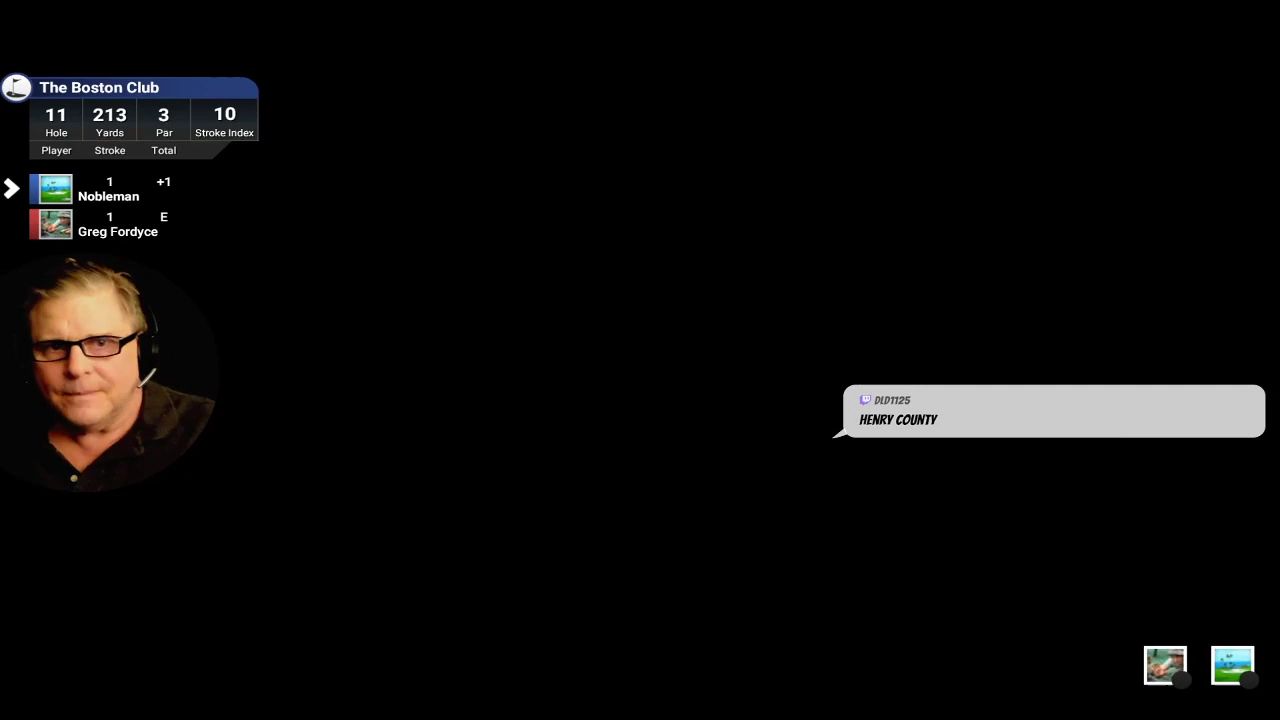 The Boston Club
11 213 3 10
Hole Yards Par Stroke Index
Player Stroke Total
1 +1
Nobleman
1 E
Greg Fordyce
DLD1125
HENRY COUNTY